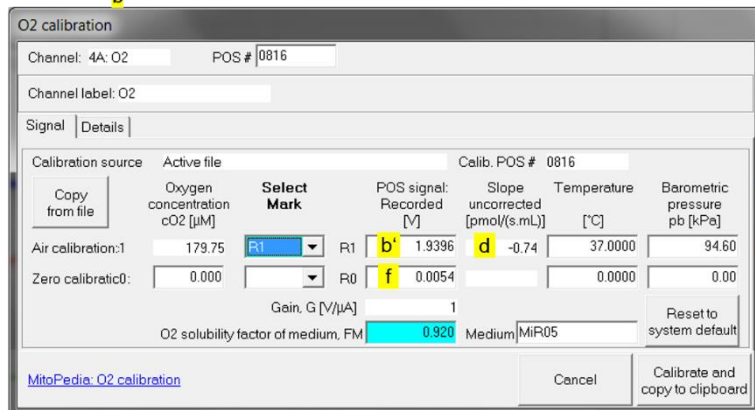 b
O2 calibration
Channel: 4A: O2 POS # 0816
Channel label: O2
Signal Details
Calibration source Active file Calib. POS # 0816
Copy from file
Oxygen concentration cO2 [µM]
Select Mark
POS signal: Recorded [V]
Slope uncorrected [pmol/(s.mL)]
Temperature [°C]
Barometric pressure pb [kPa]
Air calibration:1 179.75 R1 R1 b‘ 1.9396 d -0.74 37.0000 94.60
Zero calibratic0: 0.000 R0 f 0.0054 0.0000 0.00
Gain, G [V/µA] 1
O2 solubility factor of medium, FM 0.920 Medium MiR05
Reset to system default
MitoPedia: O2 calibration
Cancel
Calibrate and copy to clipboard